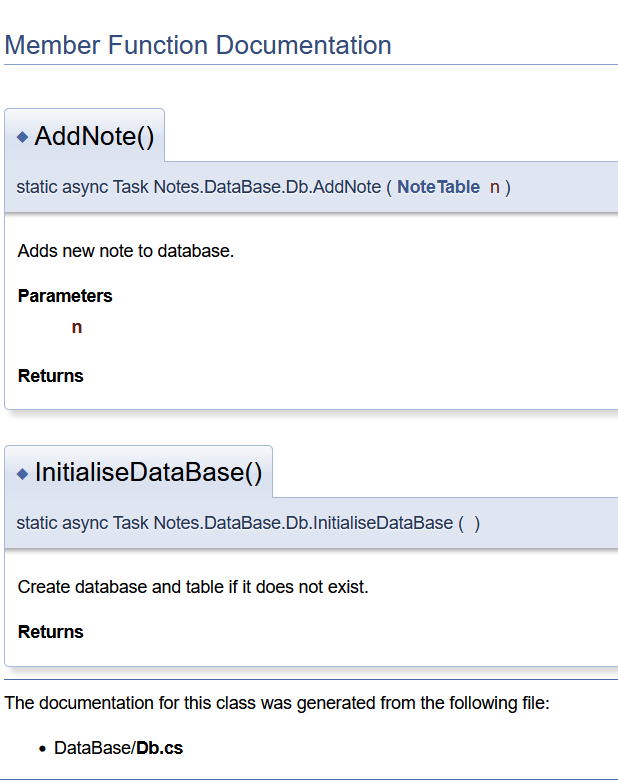 Member Function Documentation
◆ AddNote()
static async Task Notes.DataBase.Db.AddNote ( NoteTable n )
Adds new note to database.
Parameters
n
Returns
◆ InitialiseDataBase()
static async Task Notes.DataBase.Db.InitialiseDataBase ( )
Create database and table if it does not exist.
Returns
The documentation for this class was generated from the following file:
• DataBase/Db.cs